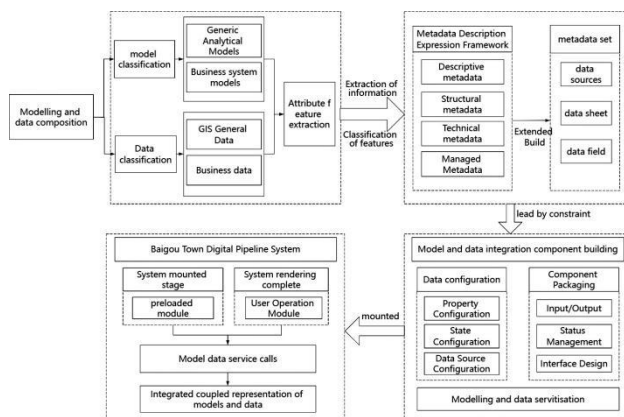 Modelling and
data composition
model
classification
Data
classification
Generic
Analytical
Models
Business system
models
GIS General
Data
Business data
Attribute f
eature
extraction
Extraction of
information
Classification
of features
Metadata Description
Expression Framework
Descriptive
metadata
Structural
metadata
Technical
metadata
Managed
Metadata
Extended
Build
metadata set
data
sources
data sheet
data field
lead by constraint
Baigou Town Digital Pipeline System
System mounted
stage
preloaded
module
System rendering
complete
User Operation
Module
Model data service calls
Integrated coupled representation of
models and data
mounted
Model and data integration component building
Data configuration
Property
Configuration
State
Configuration
Data Source
Configuration
Component
Packaging
Input/Output
Status
Management
Interface Design
Modelling and data servitisation